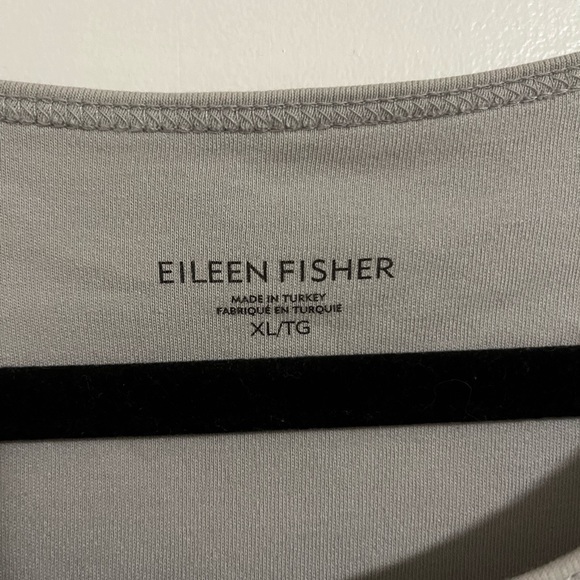 EILEEN FISHER
MADE IN TURKEY
FABRIQUÉ EN TURQUIE
XL/TG